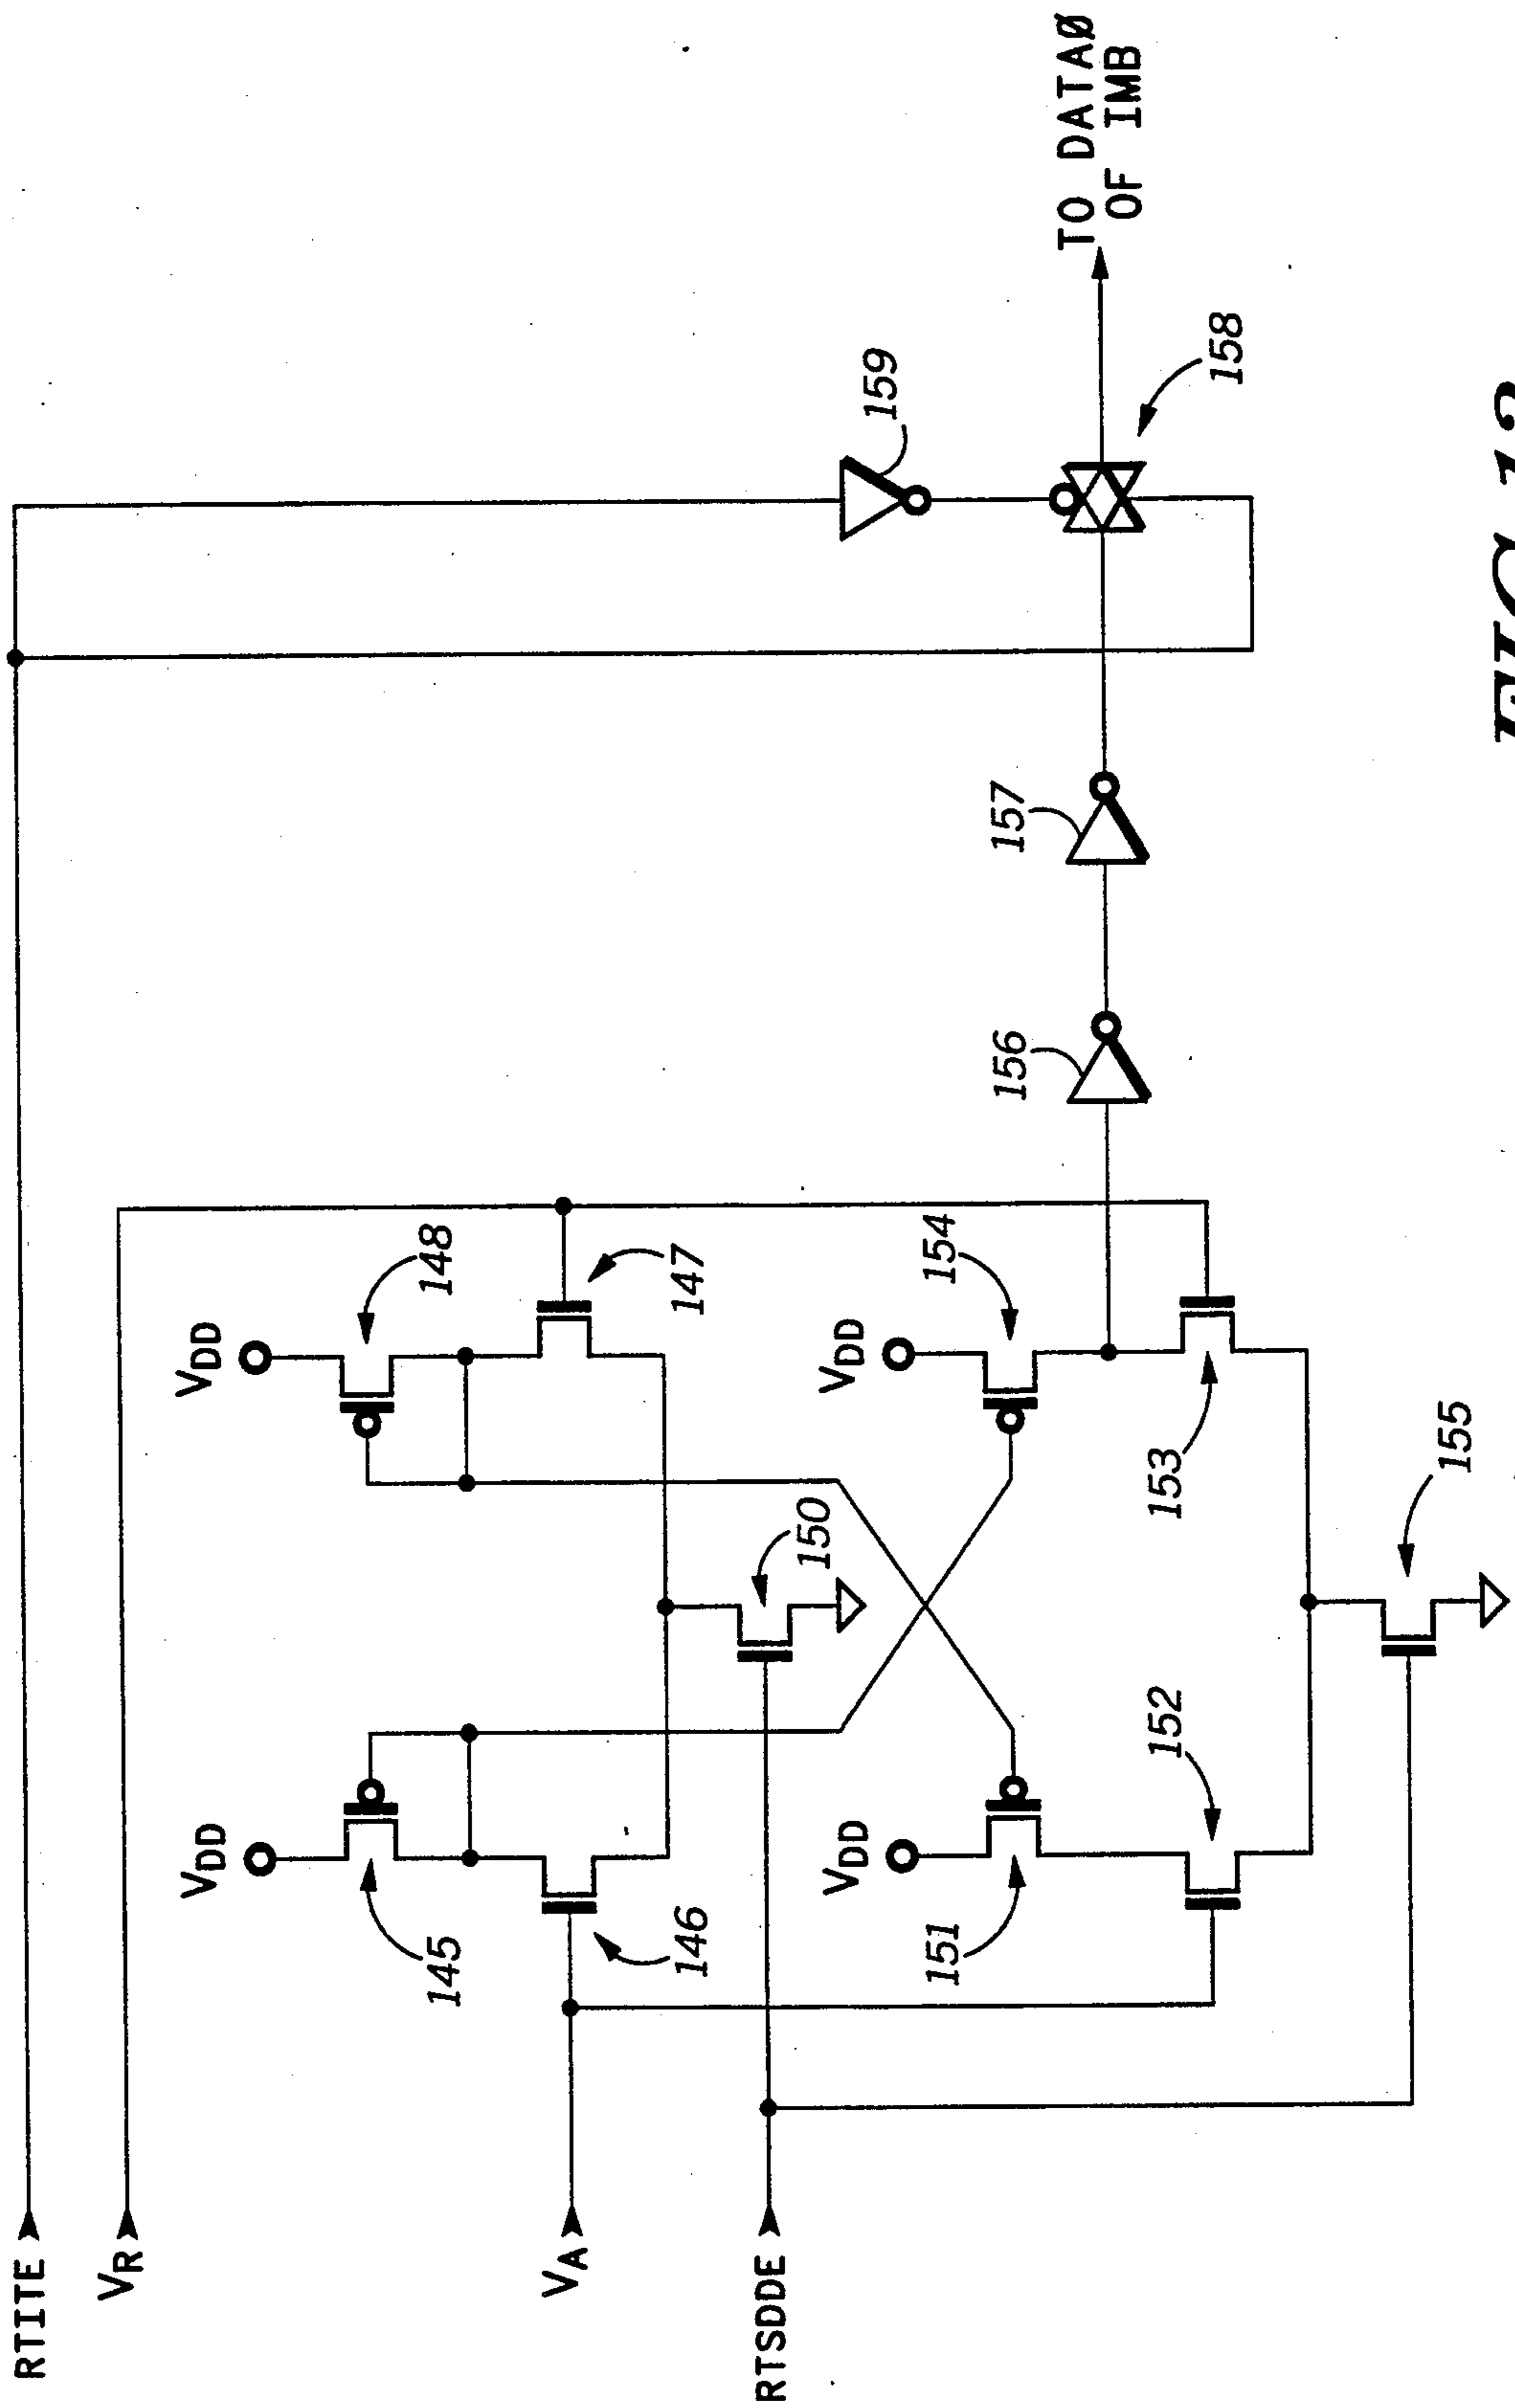 RTITE
VR
VA
RTSDDE
VDD
VDD
VDD
VDD
145
146
147
148
150
151
152
153
154
155
156
157
158
159
TO DATAØ
OF IMB